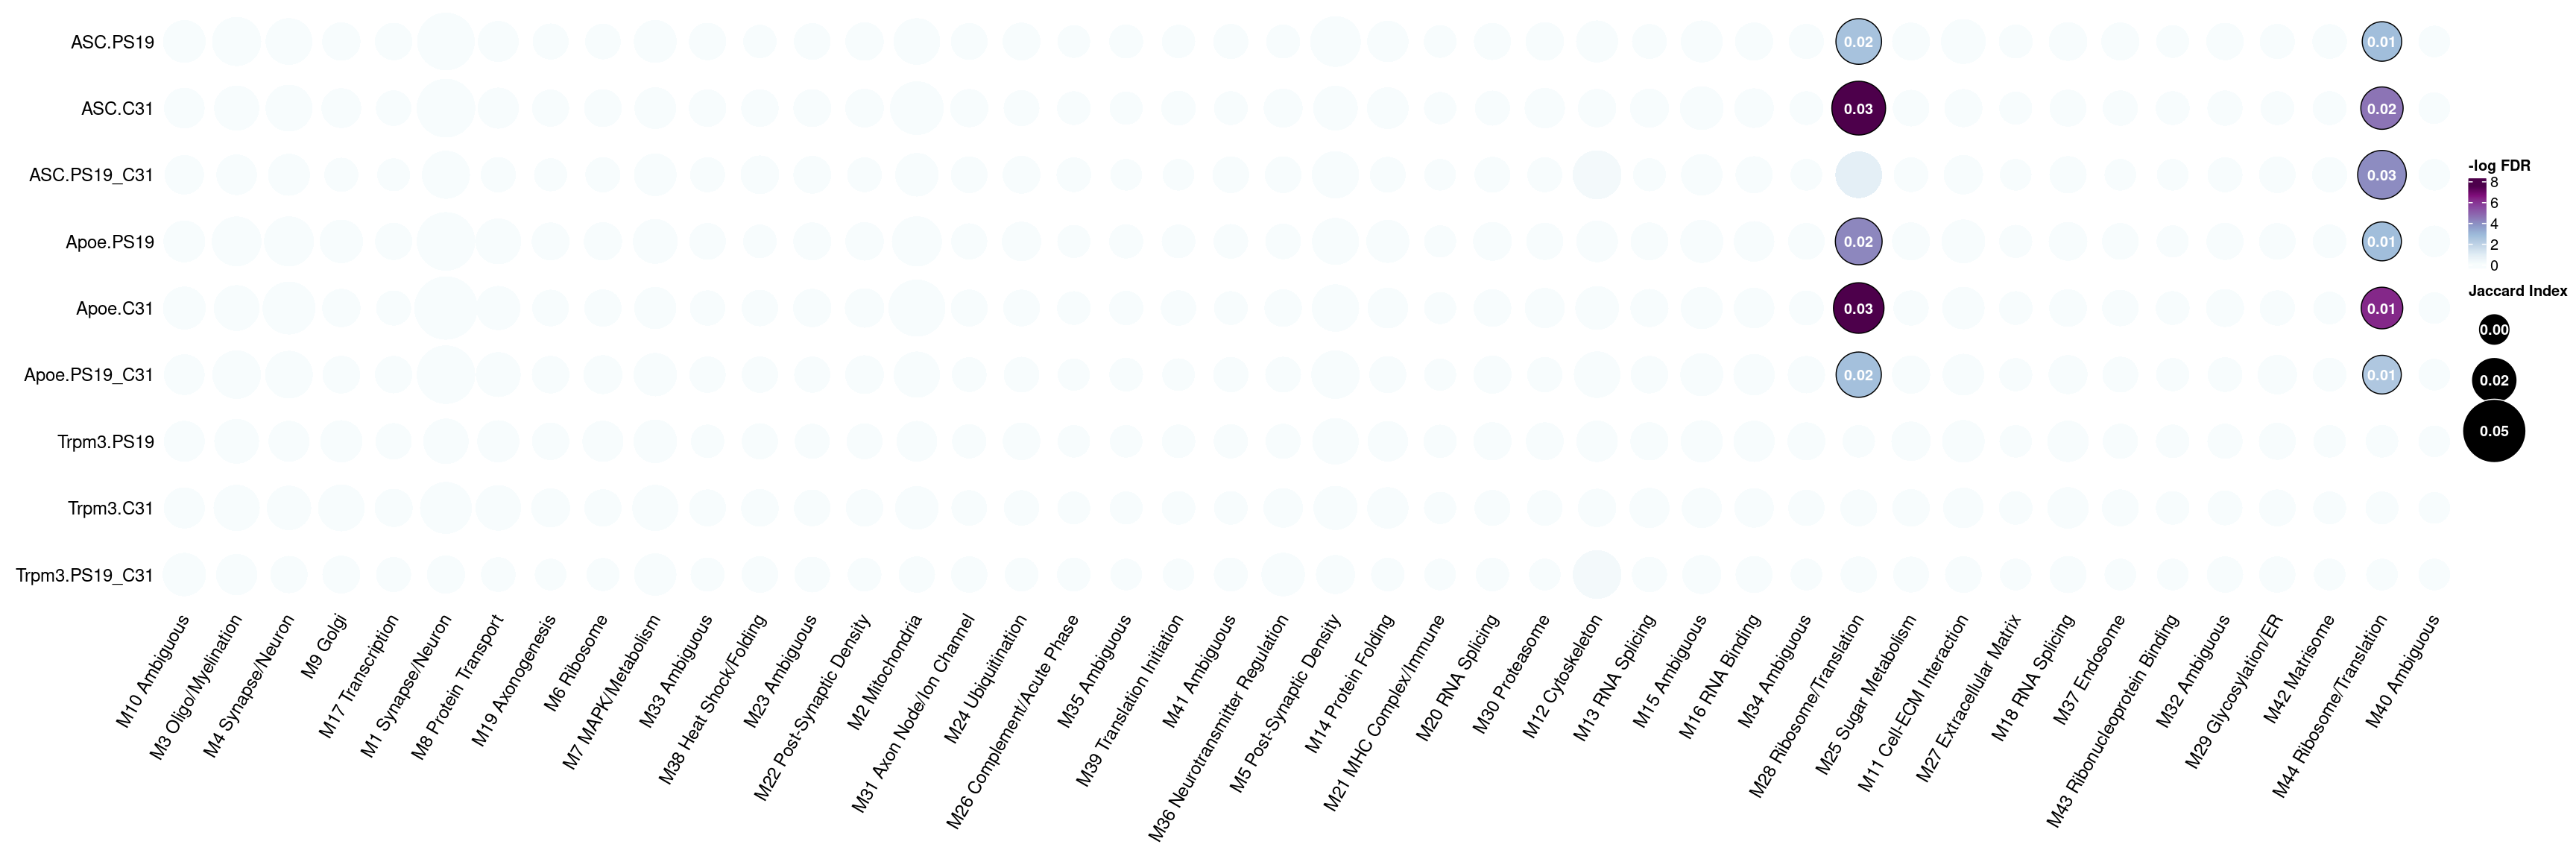 ASC.PS19
0.02
0.01
ASC.C31
0.03
0.02
ASC.PS19_C31
0.03
Apoe.PS19
0.02
0.01
Apoe.C31
0.03
0.01
Apoe.PS19_C31
0.02
0.01
Trpm3.PS19
Trpm3.C31
Trpm3.PS19_C31
M10 Ambiguous
M3 Oligo/Myelination
M4 Synapse/Neuron
M9 Golgi
M17 Transcription
M1 Synapse/Neuron
M8 Protein Transport
M19 Axonogenesis
M6 Ribosome
M7 MAPK/Metabolism
M33 Ambiguous
M38 Heat Shock/Folding
M23 Ambiguous
M22 Post-Synaptic Density
M2 Mitochondria
M31 Axon Node/Ion Channel
M24 Ubiquitination
M26 Complement/Acute Phase
M35 Ambiguous
M39 Translation Initiation
M41 Ambiguous
M36 Neurotransmitter Regulation
M5 Post-Synaptic Density
M14 Protein Folding
M21 MHC Complex/Immune
M20 RNA Splicing
M30 Proteasome
M12 Cytoskeleton
M13 RNA Splicing
M15 Ambiguous
M16 RNA Binding
M34 Ambiguous
M28 Ribosome/Translation
M25 Sugar Metabolism
M11 Cell-ECM Interaction
M27 Extracellular Matrix
M18 RNA Splicing
M37 Endosome
M43 Ribonucleoprotein Binding
M32 Ambiguous
M29 Glycosylation/ER
M42 Matrisome
M44 Ribosome/Translation
M40 Ambiguous
-log FDR
8
6
4
2
0
Jaccard Index
0.00
0.02
0.05